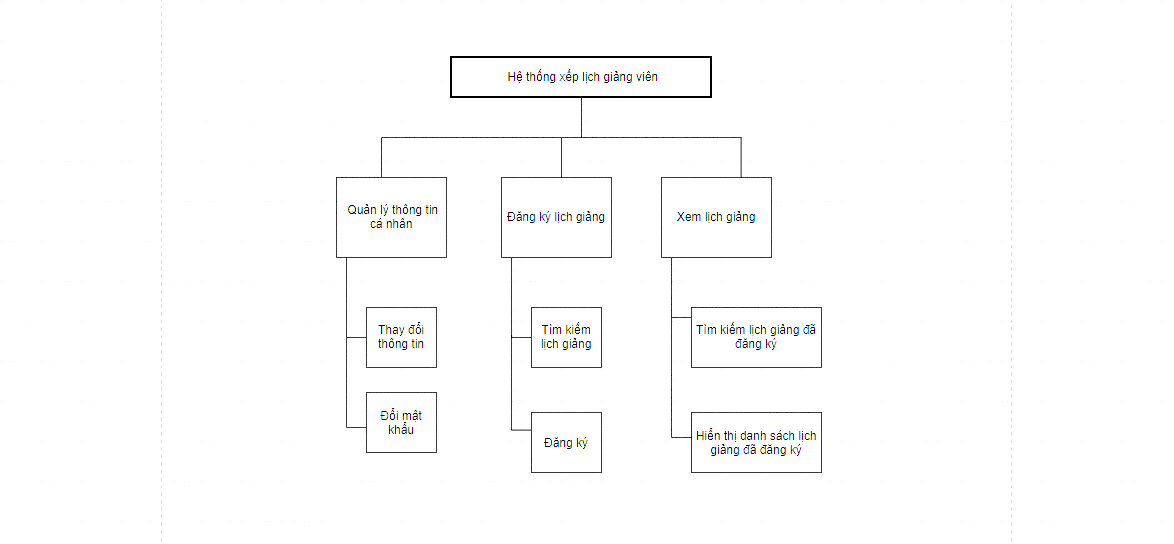 Hệ thống xếp lịch giảng viên
Quản lý thông tin
cá nhân
Đăng ký lịch giảng
Xem lịch giảng
Thay đổi
thông tin
Tìm kiếm
lịch giảng
Tìm kiếm lịch giảng đã
đăng ký
Đổi mật
khẩu
Đăng ký
Hiển thị danh sách lịch
giảng đã đăng ký